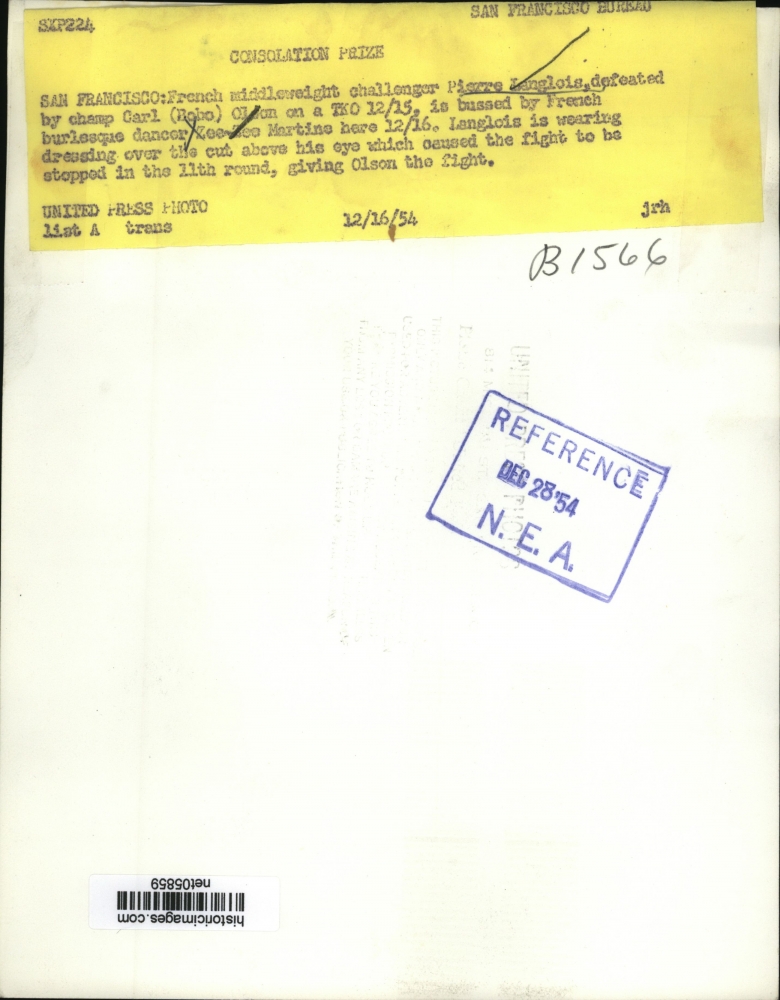 SAN FRANCISCO BUREAU
SXP224
CONSOLATION PRIZE
SAN FRANCISCO:French middleweight challenger Pierre Langlois,defeated
by champ Carl (Bobo) Olson on a TKO 12/15, is bussed by French
burlesque dancer Martine here 12/16. Langlois is wearing
dressing over the cut above his eye which caused the fight to be
stopped in the 11th round, giving Olson the fight.
UNITED PRESS PHOTO
12/16/54
jrh
list A trans
B1566
REFERENCE
DEC 28'54
N.E.A.
historicimages.com
net05859